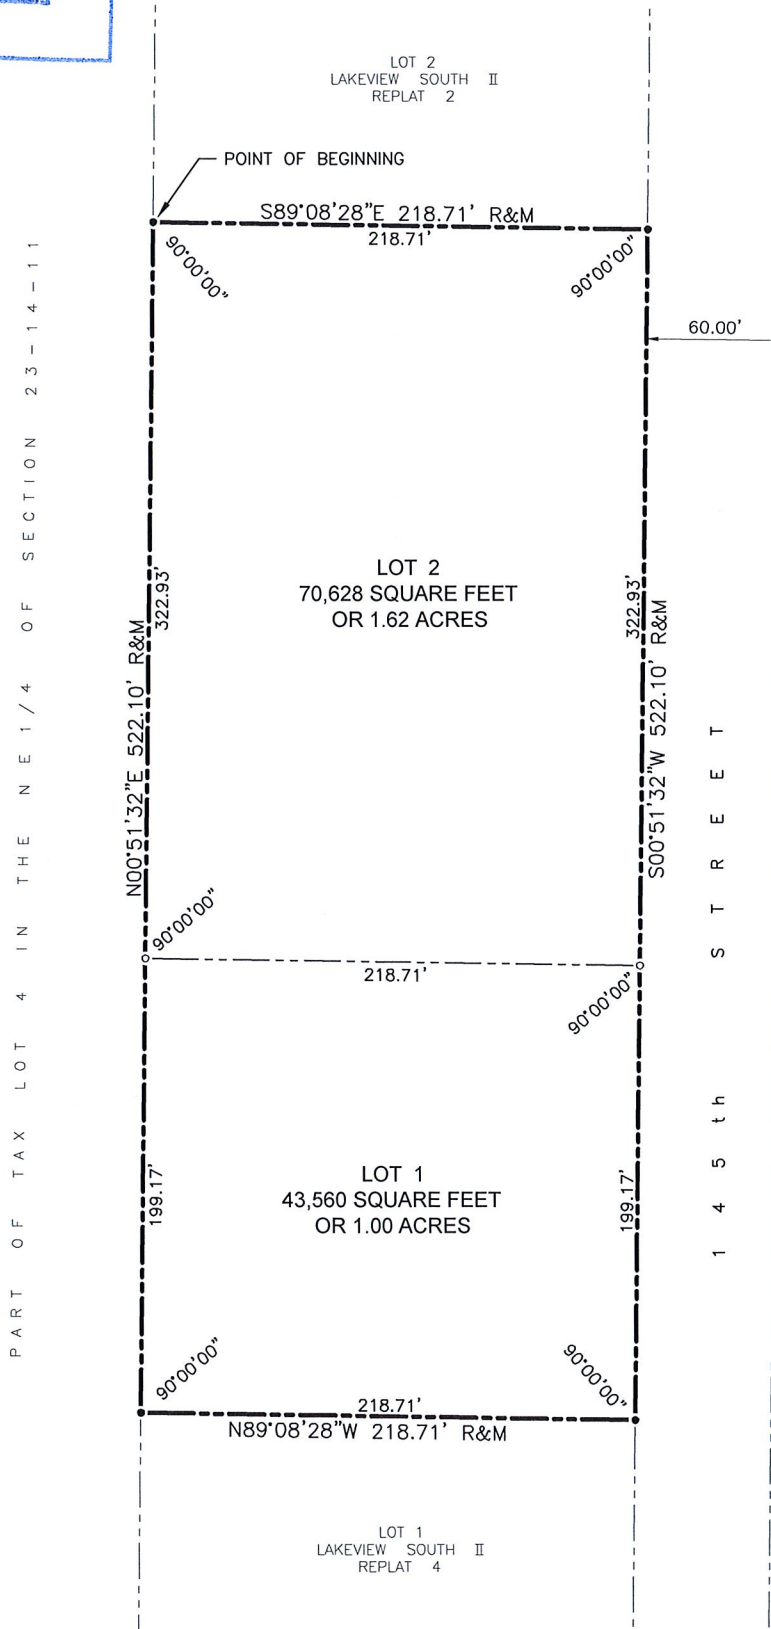 LOT 2
LAKEVIEW SOUTH II
REPLAT 2
POINT OF BEGINNING
S89°08'28"E 218.71' R&M
218.71'
90°00'00"
90°00'00"
60.00'
PART OF TAX LOT 4 IN THE NE 1/4 OF SECTION 23-14-11
LOT 2
70,628 SQUARE FEET
OR 1.62 ACRES
322.93'
N00°51'32"E 522.10' R&M
322.93'
S00°51'32"W 522.10' R&M
145th STREET
90°00'00"
218.71'
90°00'00"
LOT 1
43,560 SQUARE FEET
OR 1.00 ACRES
199.17'
199.17'
90°00'00"
90°00'00"
218.71'
N89°08'28"W 218.71' R&M
LOT 1
LAKEVIEW SOUTH II
REPLAT 4